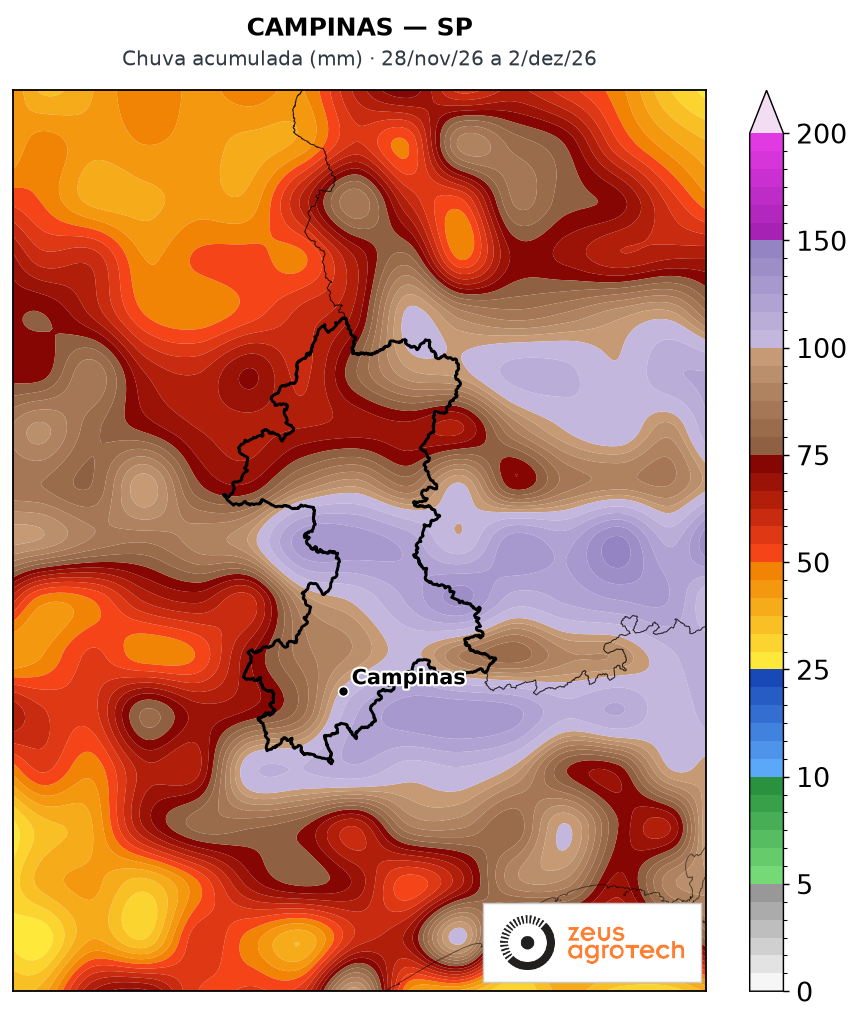 CAMPINAS — SP
Chuva acumulada (mm) · 28/nov/26 a 2/dez/26
200
150
100
75
50
25
10
5
0
Campinas
zeus
agrotech